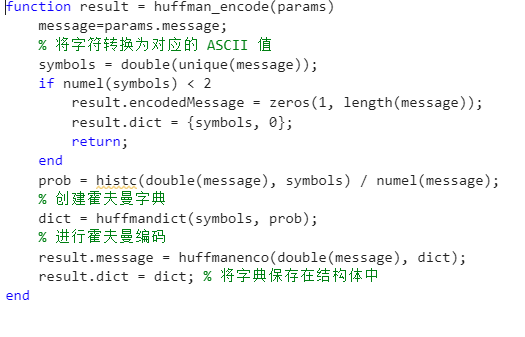 function result = huffman_encode(params)
    message=params.message;
    % 将字符转换为对应的 ASCII 值
    symbols = double(unique(message));
    if numel(symbols) < 2
        result.encodedMessage = zeros(1, length(message));
        result.dict = {symbols, 0};
        return;
    end
    prob = histc(double(message), symbols) / numel(message);
    % 创建霍夫曼字典
    dict = huffmandict(symbols, prob);
    % 进行霍夫曼编码
    result.message = huffmanenco(double(message), dict);
    result.dict = dict; % 将字典保存在结构体中
end